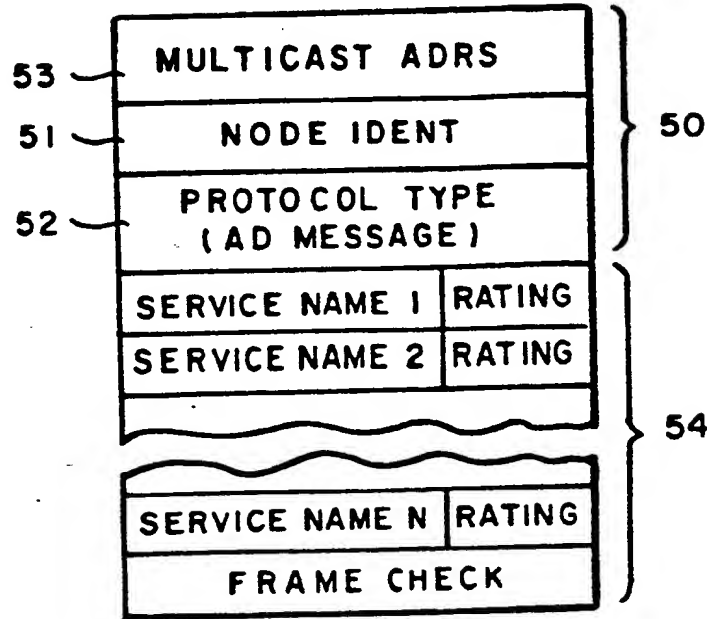 53 MULTICAST ADRS
51 NODE IDENT 50
52 PROTOCOL TYPE
(AD MESSAGE)
SERVICE NAME 1 RATING
SERVICE NAME 2 RATING
54
SERVICE NAME N RATING
FRAME CHECK